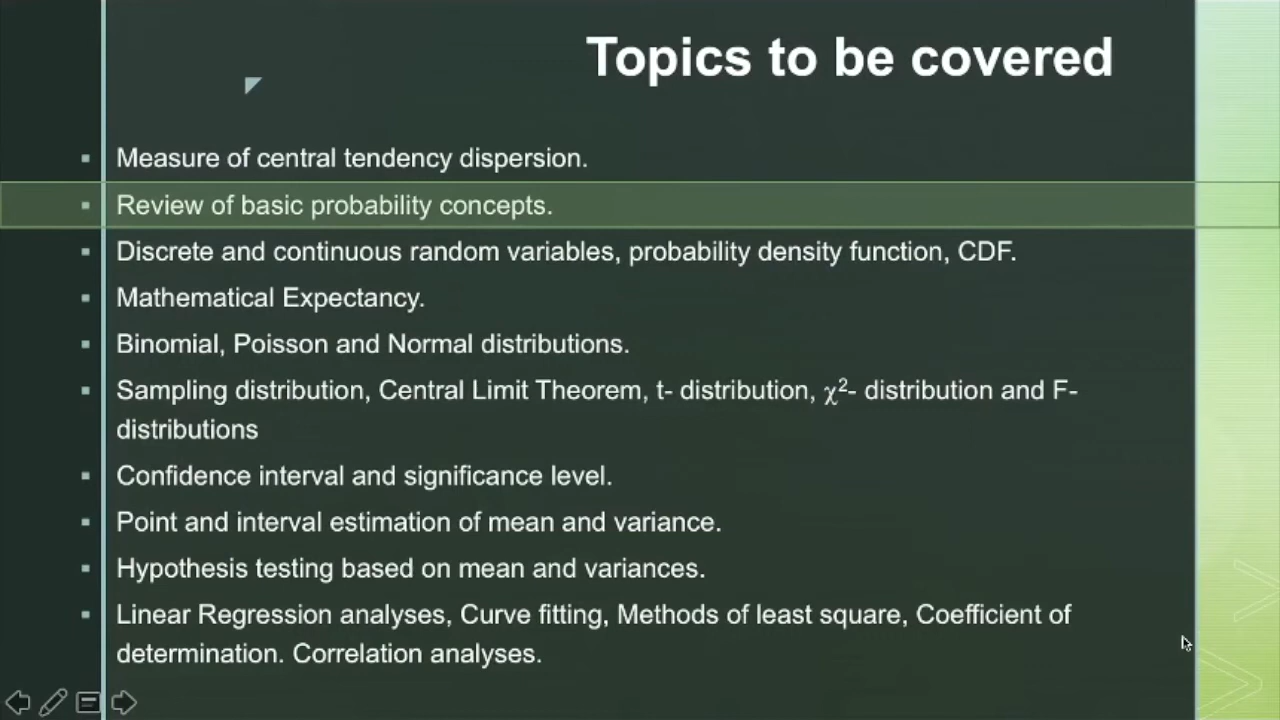 Topics to be covered
Measure of central tendency dispersion.
Review of basic probability concepts.
Discrete and continuous random variables, probability density function, CDF.
Mathematical Expectancy.
Binomial, Poisson and Normal distributions.
Sampling distribution, Central Limit Theorem, t- distribution, χ²- distribution and F-
distributions
Confidence interval and significance level.
Point and interval estimation of mean and variance.
Hypothesis testing based on mean and variances.
Linear Regression analyses, Curve fitting, Methods of least square, Coefficient of
determination. Correlation analyses.